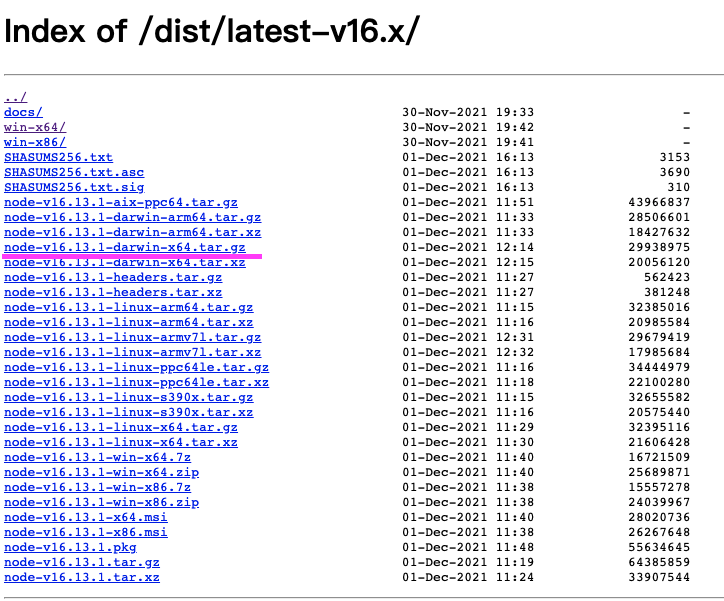 Index of /dist/latest-v16.x/
../
docs/ 30-Nov-2021 19:33 -
win-x64/ 30-Nov-2021 19:42 -
win-x86/ 30-Nov-2021 19:41 -
SHASUMS256.txt 01-Dec-2021 16:13 3153
SHASUMS256.txt.asc 01-Dec-2021 16:13 3690
SHASUMS256.txt.sig 01-Dec-2021 16:13 310
node-v16.13.1-aix-ppc64.tar.gz 01-Dec-2021 11:51 43966837
node-v16.13.1-darwin-arm64.tar.gz 01-Dec-2021 11:33 28506601
node-v16.13.1-darwin-arm64.tar.xz 01-Dec-2021 11:33 18427632
node-v16.13.1-darwin-x64.tar.gz 01-Dec-2021 12:14 29938975
node-v16.13.1-darwin-x64.tar.xz 01-Dec-2021 12:15 20056120
node-v16.13.1-headers.tar.gz 01-Dec-2021 11:27 562423
node-v16.13.1-headers.tar.xz 01-Dec-2021 11:27 381248
node-v16.13.1-linux-arm64.tar.gz 01-Dec-2021 11:15 32385016
node-v16.13.1-linux-arm64.tar.xz 01-Dec-2021 11:16 20985584
node-v16.13.1-linux-armv7l.tar.gz 01-Dec-2021 12:31 29679419
node-v16.13.1-linux-armv7l.tar.xz 01-Dec-2021 12:32 17985684
node-v16.13.1-linux-ppc64le.tar.gz 01-Dec-2021 11:16 34444979
node-v16.13.1-linux-ppc64le.tar.xz 01-Dec-2021 11:18 22100280
node-v16.13.1-linux-s390x.tar.gz 01-Dec-2021 11:15 32655582
node-v16.13.1-linux-s390x.tar.xz 01-Dec-2021 11:16 20575440
node-v16.13.1-linux-x64.tar.gz 01-Dec-2021 11:29 32395116
node-v16.13.1-linux-x64.tar.xz 01-Dec-2021 11:30 21606428
node-v16.13.1-win-x64.7z 01-Dec-2021 11:40 16721509
node-v16.13.1-win-x64.zip 01-Dec-2021 11:40 25689871
node-v16.13.1-win-x86.7z 01-Dec-2021 11:38 15557278
node-v16.13.1-win-x86.zip 01-Dec-2021 11:38 24039967
node-v16.13.1-x64.msi 01-Dec-2021 11:40 28020736
node-v16.13.1-x86.msi 01-Dec-2021 11:38 26267648
node-v16.13.1.pkg 01-Dec-2021 11:48 55634645
node-v16.13.1.tar.gz 01-Dec-2021 11:19 64385859
node-v16.13.1.tar.xz 01-Dec-2021 11:24 33907544